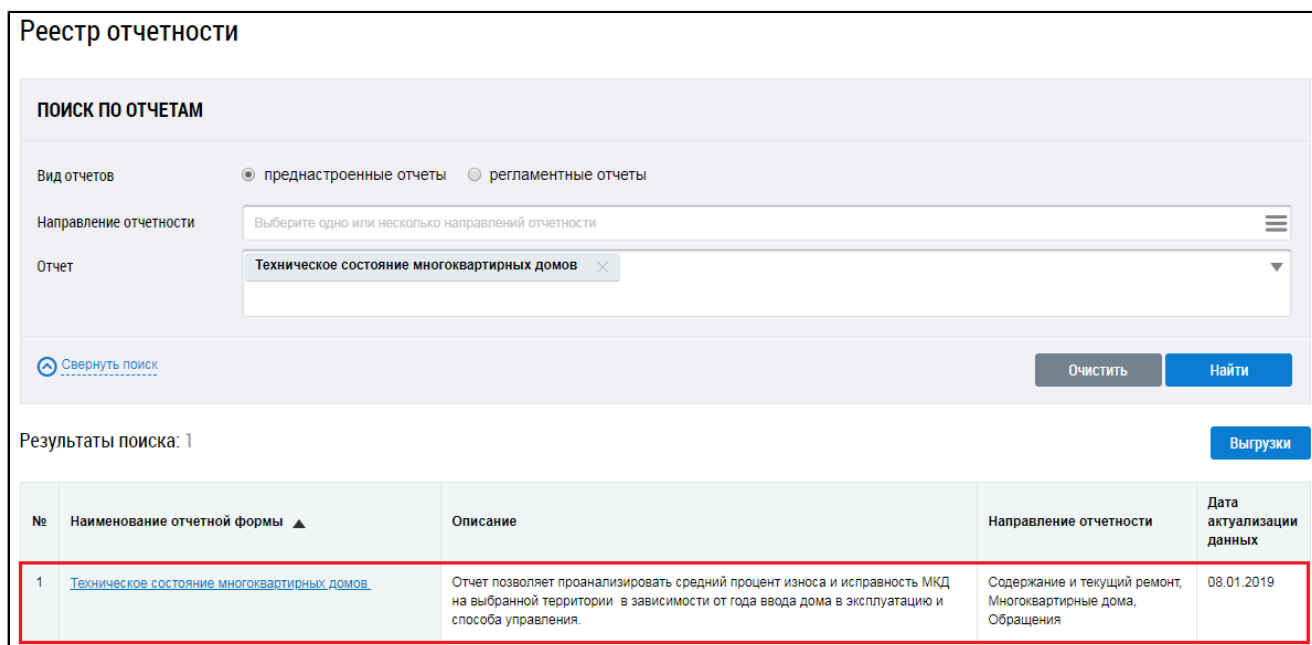 Реестр отчетности
ПОИСК ПО ОТЧЕТАМ
Вид отчетов преднастроенные отчеты регламентные отчеты
Направление отчетности Выберите одно или несколько направлений отчетности
Отчет Техническое состояние многоквартирных домов
Свернуть поиск Очистить Найти
Результаты поиска: 1 Выгрузки
№ Наименование отчетной формы ▲ Описание Направление отчетности Дата актуализации данных
1 Техническое состояние многоквартирных домов Отчет позволяет проанализировать средний процент износа и исправность МКД Содержание и текущий ремонт, 08.01.2019
на выбранной территории в зависимости от года ввода дома в эксплуатацию и Многоквартирные дома,
способа управления. Обращения